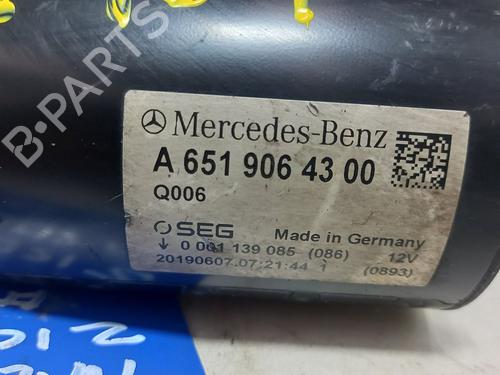 Mercedes-Benz
A 651 906 43 00
Q006
SEG Made in Germany
↓ 0 001 139 085 (086) 12V
20190607.07:21:44 1 (0893)
B-PARTS